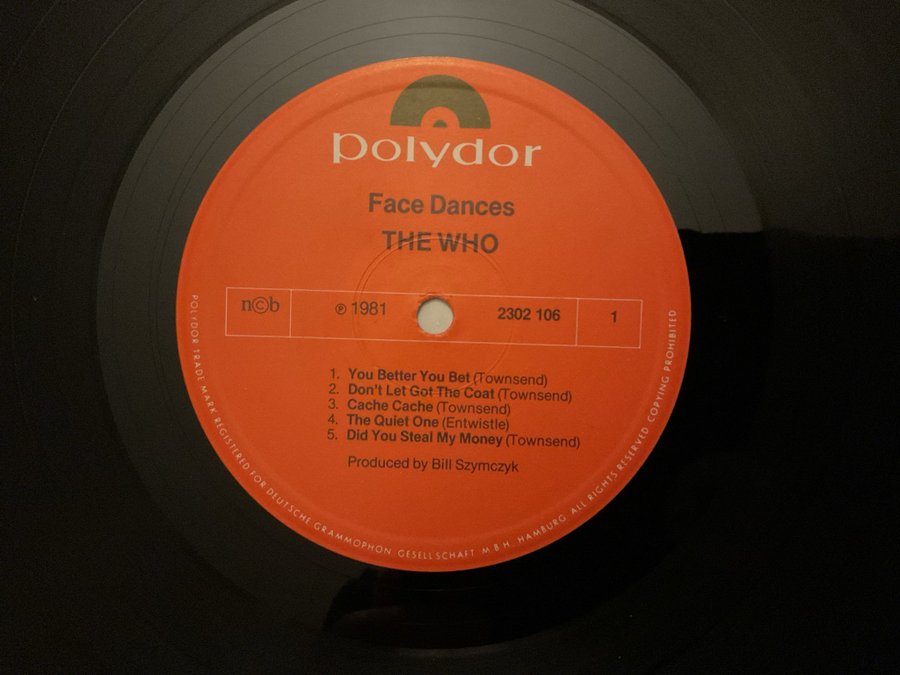 polydor
Face Dances
THE WHO
n©b ℗ 1981 2302 106 1
1. You Better You Bet (Townsend)
2. Don't Let Got The Coat (Townsend)
3. Cache Cache (Townsend)
4. The Quiet One (Entwistle)
5. Did You Steal My Money (Townsend)
Produced by Bill Szymczyk
POLYDOR TRADE MARK REGISTERED FOR DEUTSCHE GRAMMOPHON GESELLSCHAFT M B H, HAMBURG. ALL RIGHTS RESERVED COPYING PROHIBITED